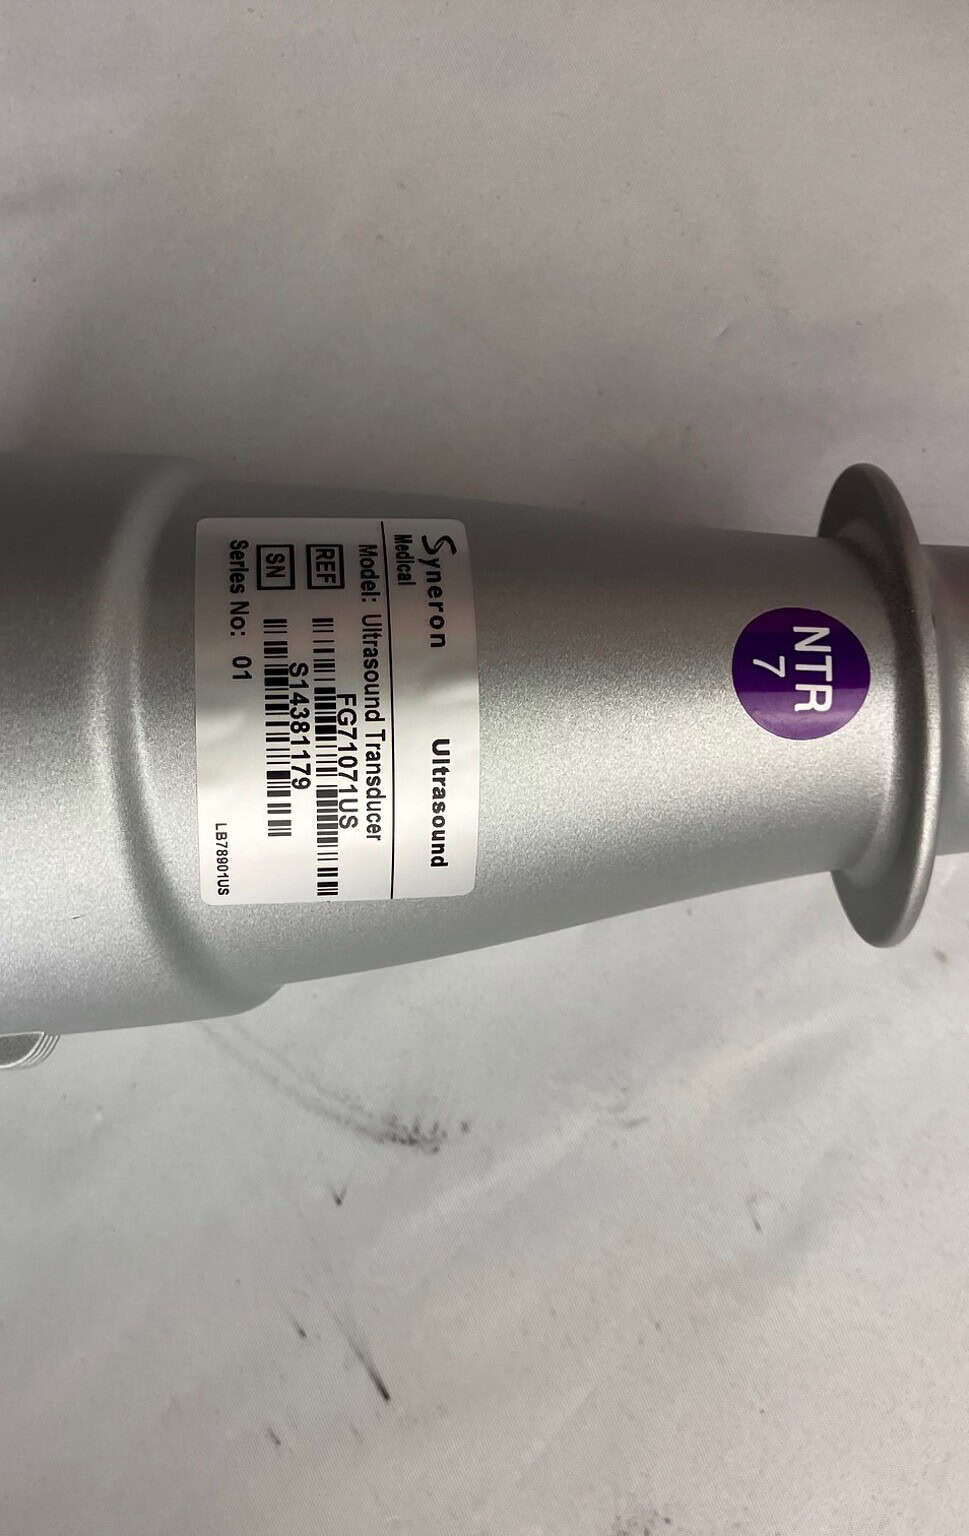 Syneron
Medical
Ultrasound
Model: Ultrasound Transducer
REF
FG71071US
SN
S14381179
Series No: 01
LB78901US
NTR
7